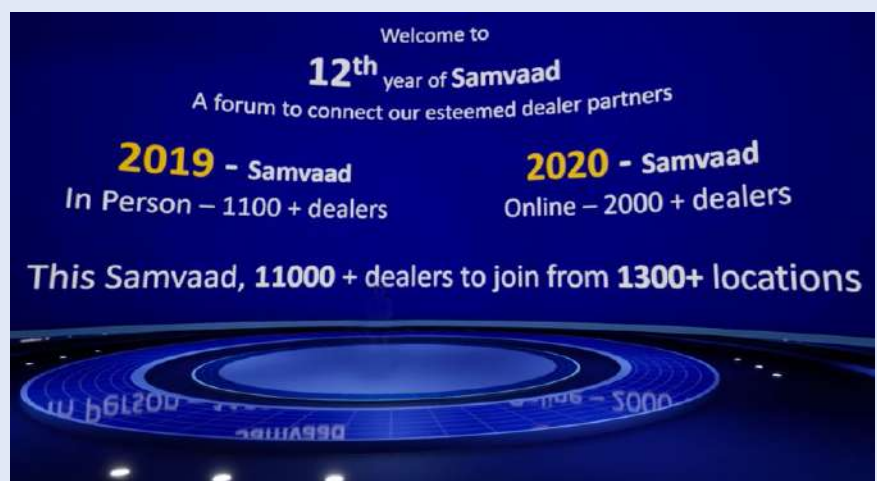 Welcome to
12th year of Samvaad
A forum to connect our esteemed dealer partners
2019 - Samvaad
In Person – 1100 + dealers
2020 - Samvaad
Online – 2000 + dealers
This Samvaad, 11000 + dealers to join from 1300+ locations